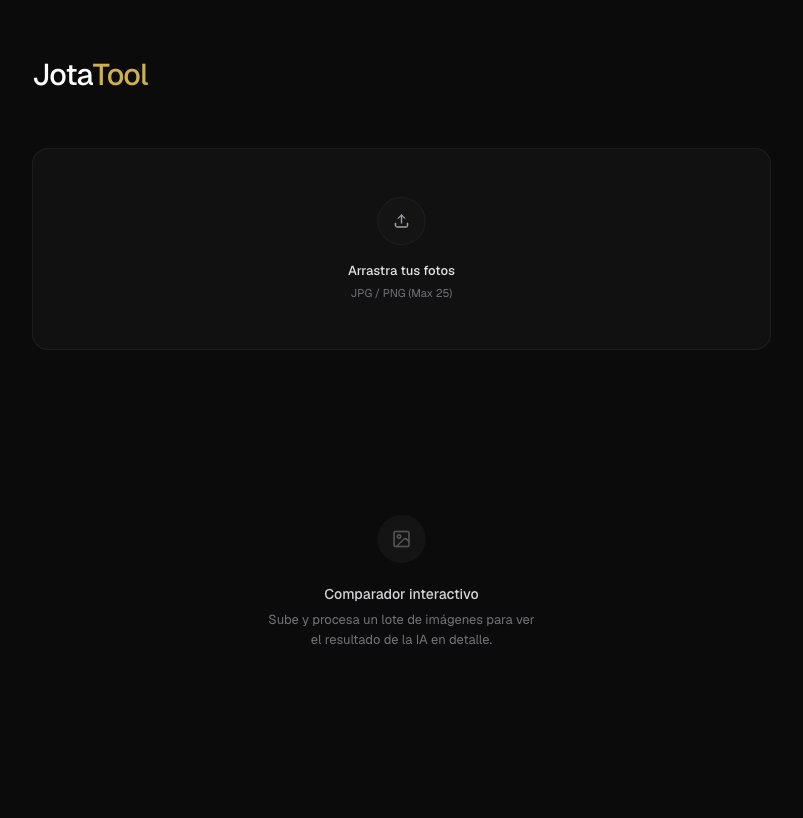 JotaTool
Arrastra tus fotos
JPG / PNG (Max 25)
Comparador interactivo
Sube y procesa un lote de imágenes para ver
el resultado de la IA en detalle.